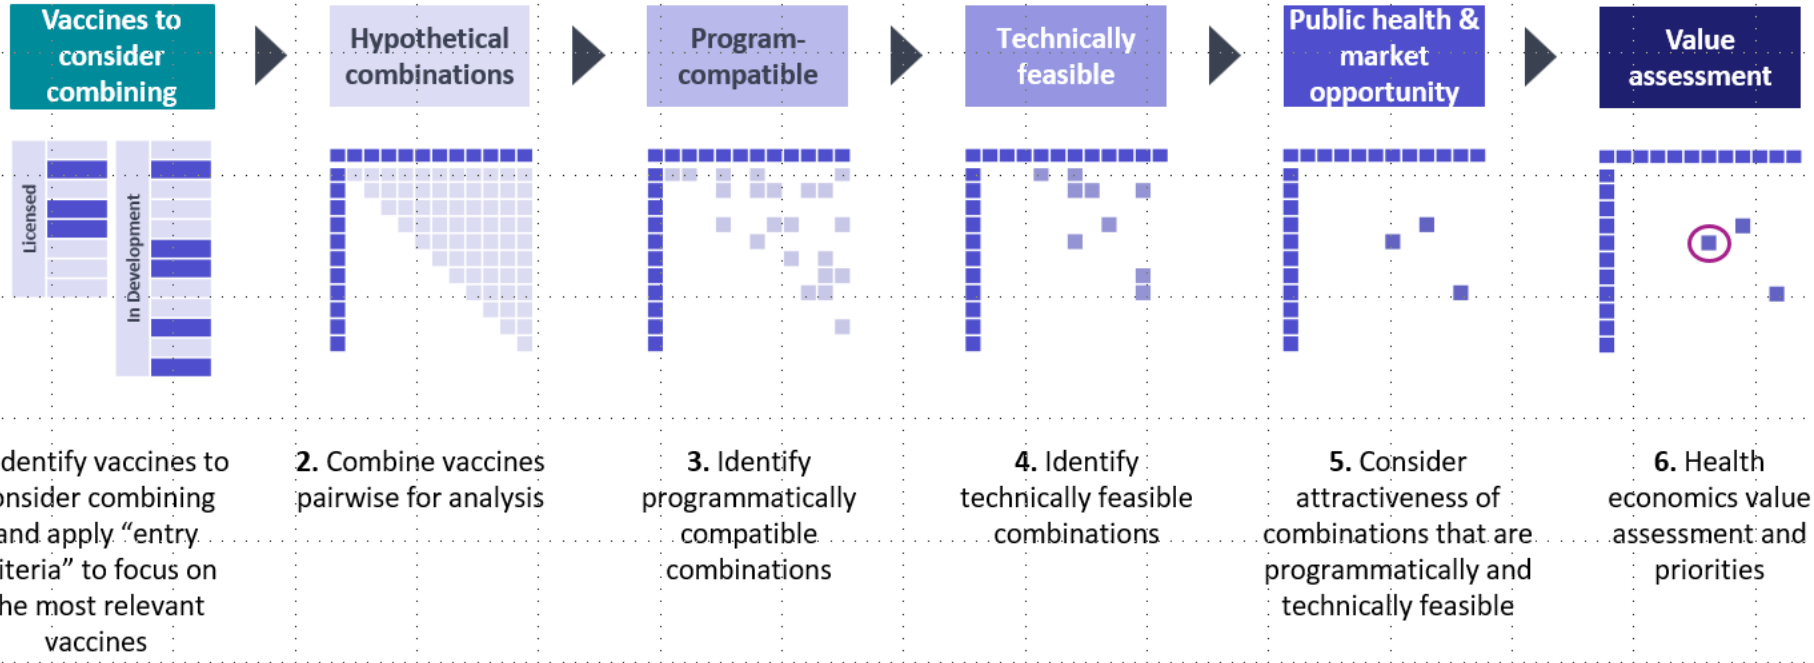 Vaccines to
consider
combining
Hypothetical
combinations
Program-
compatible
Technically
feasible
Public health &
market
opportunity
Value
assessment
Licensed
In Development
dentify vaccines to
onsider combining
and apply “entry
iteria” to focus on
he most relevant
vaccines
2. Combine vaccines
pairwise for analysis
3. Identify
programmatically
compatible
combinations
4. Identify
technically feasible
combinations
5. Consider
attractiveness of
combinations that are
programmatically and
technically feasible
6. Health
economics value
assessment and
priorities